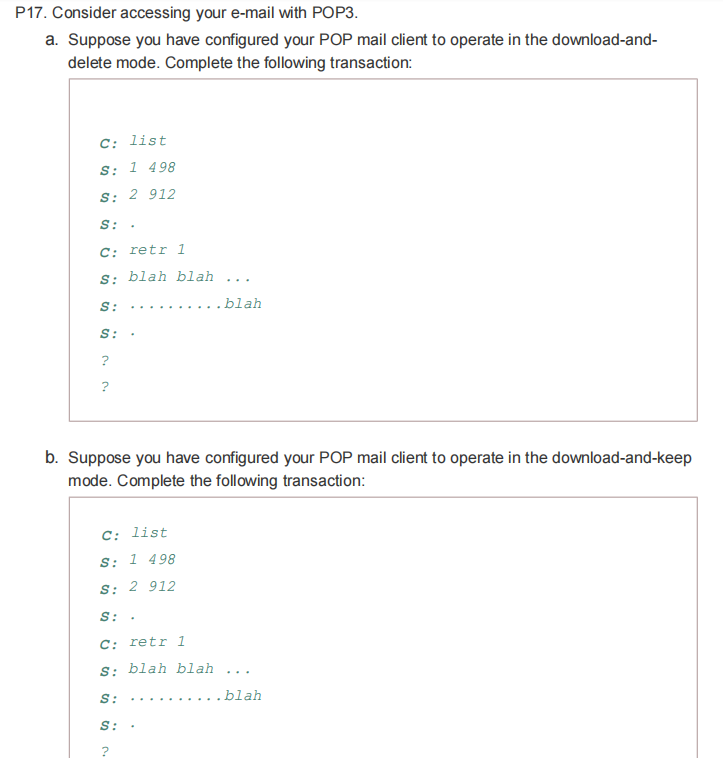 P17. Consider accessing your e-mail with POP3.
a. Suppose you have configured your POP mail client to operate in the download-and-
delete mode. Complete the following transaction:
C: list
S: 1 498
S: 2 912
S: .
C: retr 1
S: blah blah ...
S: ..........blah
S: .
?
?
b. Suppose you have configured your POP mail client to operate in the download-and-keep
mode. Complete the following transaction:
C: list
S: 1 498
S: 2 912
S: .
C: retr 1
S: blah blah ...
S: ..........blah
S: .
?